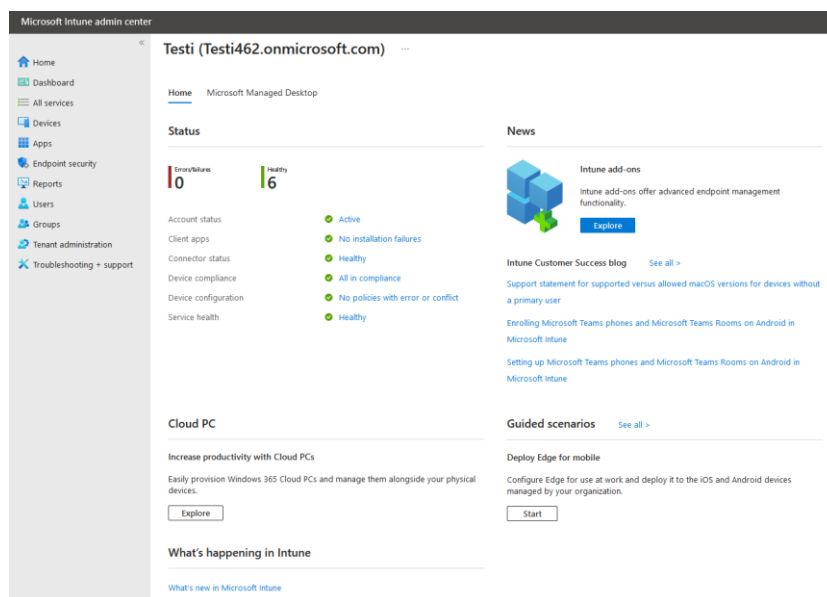 Microsoft Intune admin center
«
Home
Dashboard
All services
Devices
Apps
Endpoint security
Reports
Users
Groups
Tenant administration
Troubleshooting + support
Testi (Testi462.onmicrosoft.com) ...
Home Microsoft Managed Desktop
Status
Errors/failures
0
Healthy
6
Account status Active
Client apps No installation failures
Connector status Healthy
Device compliance All in compliance
Device configuration No policies with error or conflict
Service health Healthy
News
Intune add-ons
Intune add-ons offer advanced endpoint management
functionality.
Explore
Intune Customer Success blog See all >
Support statement for supported versus allowed macOS versions for devices without
a primary user
Enrolling Microsoft Teams phones and Microsoft Teams Rooms on Android in
Microsoft Intune
Setting up Microsoft Teams phones and Microsoft Teams Rooms on Android in
Microsoft Intune
Cloud PC
Increase productivity with Cloud PCs
Easily provision Windows 365 Cloud PCs and manage them alongside your physical
devices.
Explore
Guided scenarios See all >
Deploy Edge for mobile
Configure Edge for use at work and deploy it to the iOS and Android devices
managed by your organization.
Start
What's happening in Intune
What's new in Microsoft Intune